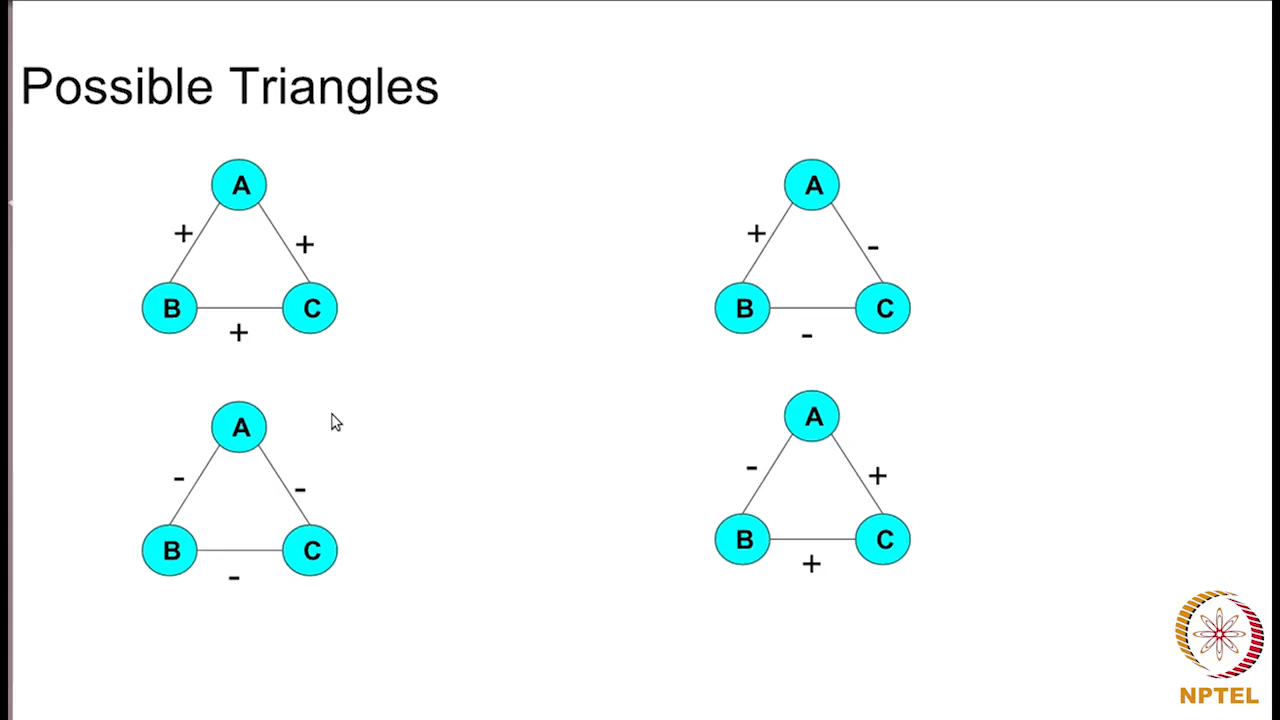 Possible Triangles
A
+ +
B C
+
A
+ -
B C
-
A
- -
B C
-
A
- +
B C
+
NPTEL